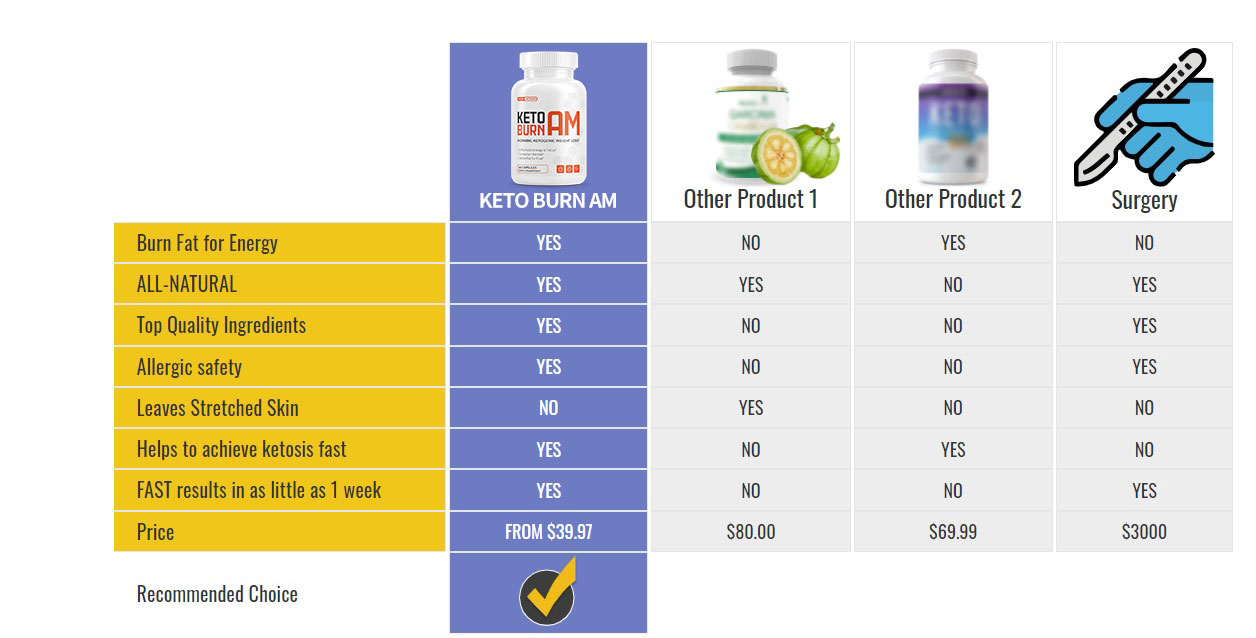 KETO
BURN AM
KETO BURN AM
GARCINIA
Other Product 1
KETO
Other Product 2
Surgery
Burn Fat for Energy YES NO YES NO
ALL-NATURAL YES YES NO YES
Top Quality Ingredients YES NO NO YES
Allergic safety YES NO NO YES
Leaves Stretched Skin NO YES NO NO
Helps to achieve ketosis fast YES NO YES NO
FAST results in as little as 1 week YES NO NO YES
Price FROM $39.97 $80.00 $69.99 $3000
Recommended Choice